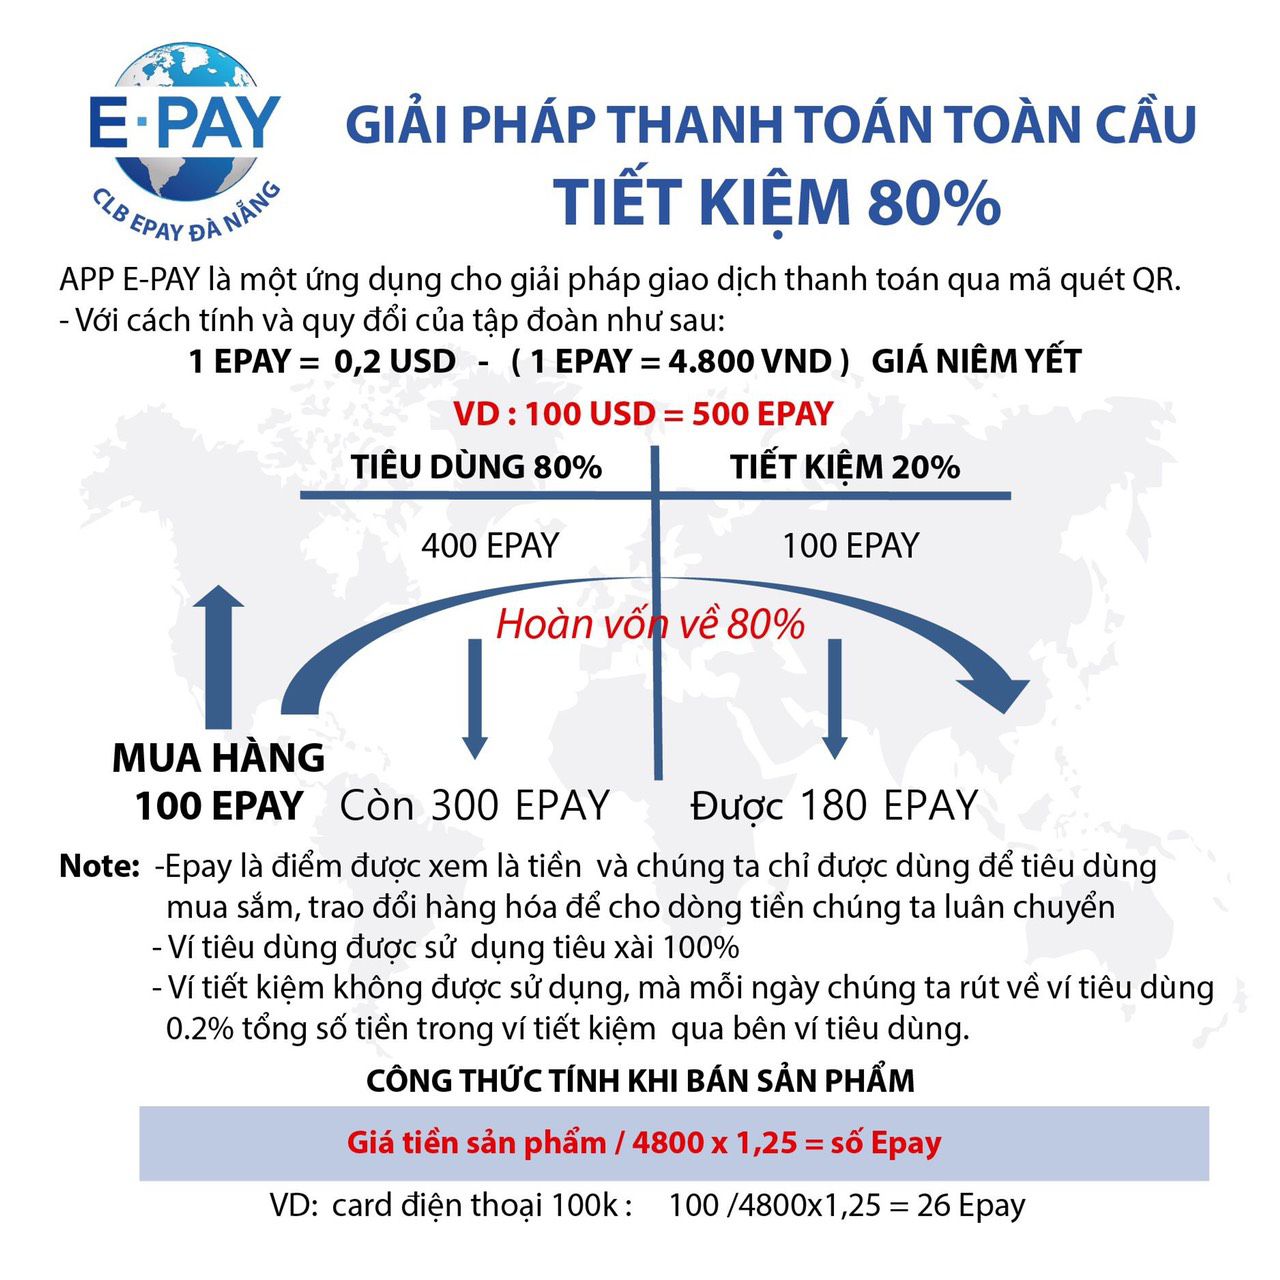 E-PAY
CLB EPAY ĐÀ NẴNG
GIẢI PHÁP THANH TOÁN TOÀN CẦU
TIẾT KIỆM 80%
APP E-PAY là một ứng dụng cho giải pháp giao dịch thanh toán qua mã quét QR.
- Với cách tính và quy đổi của tập đoàn như sau:
1 EPAY = 0,2 USD - ( 1 EPAY = 4.800 VND ) GIÁ NIÊM YẾT
VD : 100 USD = 500 EPAY
TIÊU DÙNG 80% TIẾT KIỆM 20%
400 EPAY 100 EPAY
Hoàn vốn về 80%
MUA HÀNG
100 EPAY Còn 300 EPAY Được 180 EPAY
Note: -Epay là điểm được xem là tiền và chúng ta chỉ được dùng để tiêu dùng
mua sắm, trao đổi hàng hóa để cho dòng tiền chúng ta luân chuyển
- Ví tiêu dùng được sử dụng tiêu xài 100%
- Ví tiết kiệm không được sử dụng, mà mỗi ngày chúng ta rút về ví tiêu dùng
0.2% tổng số tiền trong ví tiết kiệm qua bên ví tiêu dùng.
CÔNG THỨC TÍNH KHI BÁN SẢN PHẨM
Giá tiền sản phẩm / 4800 x 1,25 = số Epay
VD: card điện thoại 100k : 100 /4800x1,25 = 26 Epay